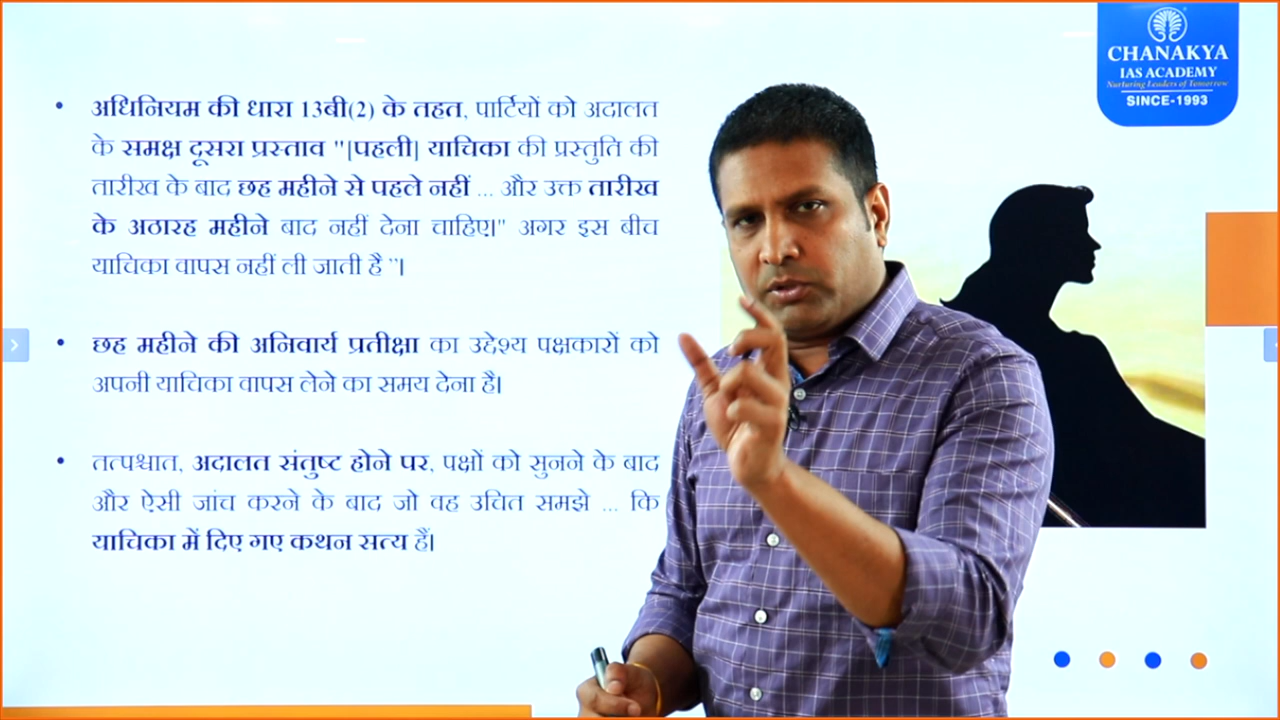 • अधिनियम की धारा 13बी(2) के तहत, पार्टियों को अदालत
के समक्ष दूसरा प्रस्ताव "[पहली] याचिका की प्रस्तुति की
तारीख के बाद छह महीने से पहले नहीं ... और उक्त तारीख
के अठारह महीने बाद नहीं देना चाहिए।" अगर इस बीच
याचिका वापस नहीं ली जाती है "।
• छह महीने की अनिवार्य प्रतीक्षा का उद्देश्य पक्षकारों को
अपनी याचिका वापस लेने का समय देना है।
• तत्पश्चात, अदालत संतुष्ट होने पर, पक्षों को सुनने के बाद
और ऐसी जांच करने के बाद जो वह उचित समझे ... कि
याचिका में दिए गए कथन सत्य हैं।
CHANAKYA
IAS ACADEMY
Nurturing Leaders of Tomorrow
SINCE-1993